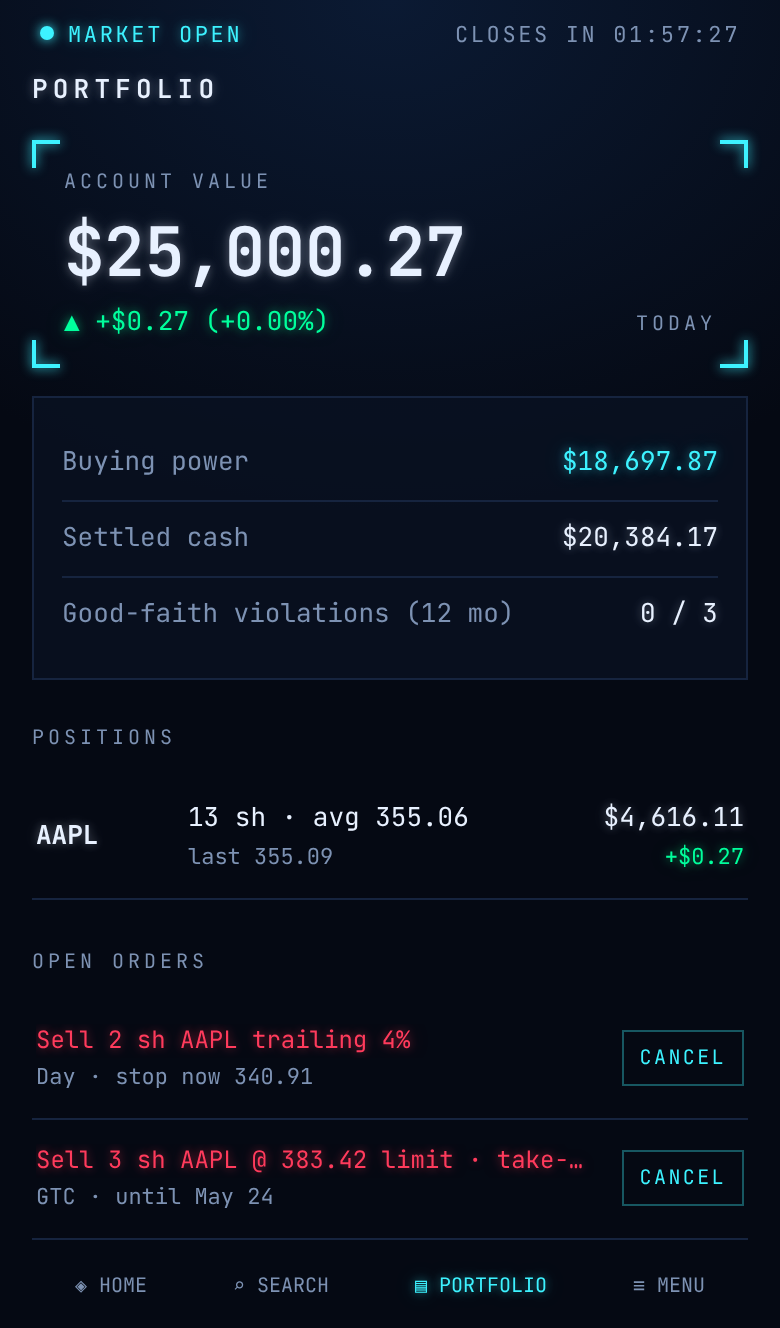 MARKET OPEN CLOSES IN 01:57:27
PORTFOLIO
ACCOUNT VALUE
$25,000.27
▲ +$0.27 (+0.00%) TODAY
Buying power $18,697.87
Settled cash $20,384.17
Good-faith violations (12 mo) 0 / 3
POSITIONS
AAPL 13 sh · avg 355.06 $4,616.11
last 355.09 +$0.27
OPEN ORDERS
Sell 2 sh AAPL trailing 4% CANCEL
Day · stop now 340.91
Sell 3 sh AAPL @ 383.42 limit · take-… CANCEL
GTC · until May 24
◈ HOME ⌕ SEARCH ▤ PORTFOLIO ≡ MENU